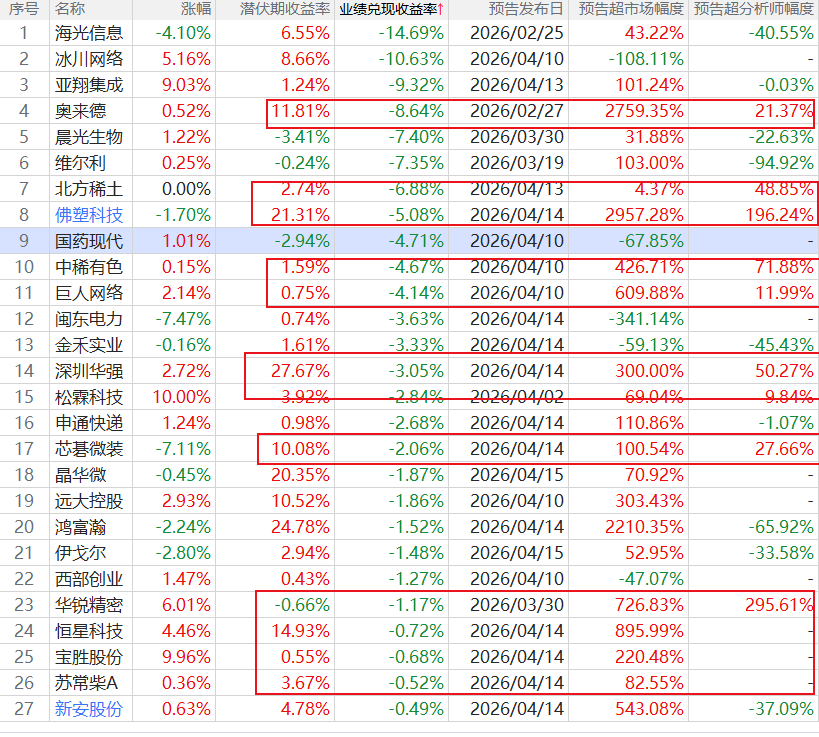 序号 名称 涨幅 潜伏期收益率 业绩兑现收益率↑ 预告发布日 预告超市场幅度 预告超分析师幅度
1 海光信息 -4.10% 6.55% -14.69% 2026/02/25 43.22% -40.55%
2 冰川网络 5.16% 8.66% -10.63% 2026/04/10 -108.11% -
3 亚翔集成 9.03% 1.24% -9.32% 2026/04/13 101.24% -0.03%
4 奥来德 0.52% 11.81% -8.64% 2026/02/27 2759.35% 21.37%
5 晨光生物 1.22% -3.41% -7.40% 2026/03/30 31.88% -22.63%
6 维尔利 0.25% -0.24% -7.35% 2026/03/19 103.00% -94.92%
7 北方稀土 0.00% 2.74% -6.88% 2026/04/13 4.37% 48.85%
8 佛塑科技 -1.70% 21.31% -5.08% 2026/04/14 2957.28% 196.24%
9 国药现代 1.01% -2.94% -4.71% 2026/04/10 -67.85% -
10 中稀有色 0.15% 1.59% -4.67% 2026/04/10 426.71% 71.88%
11 巨人网络 2.14% 0.75% -4.14% 2026/04/10 609.88% 11.99%
12 闽东电力 -7.47% 0.74% -3.63% 2026/04/14 -341.14% -
13 金禾实业 -0.16% 1.61% -3.33% 2026/04/14 -59.13% -45.43%
14 深圳华强 2.72% 27.67% -3.05% 2026/04/14 300.00% 50.27%
15 松霖科技 10.00% 3.92% -2.84% 2026/04/02 69.04% 9.84%
16 申通快递 1.24% 0.98% -2.68% 2026/04/14 110.86% -1.07%
17 芯碁微装 -7.11% 10.08% -2.06% 2026/04/14 100.54% 27.66%
18 晶华微 -0.45% 20.35% -1.87% 2026/04/15 70.92% -
19 远大控股 2.93% 10.52% -1.86% 2026/04/10 303.43% -
20 鸿富瀚 -2.24% 24.78% -1.52% 2026/04/14 2210.35% -65.92%
21 伊戈尔 -2.80% 2.94% -1.48% 2026/04/15 52.95% -33.58%
22 西部创业 1.47% 0.43% -1.27% 2026/04/10 -47.07% -
23 华锐精密 6.01% -0.66% -1.17% 2026/03/30 726.83% 295.61%
24 恒星科技 4.46% 14.93% -0.72% 2026/04/14 895.99% -
25 宝胜股份 9.96% 0.55% -0.68% 2026/04/14 220.48% -
26 苏常柴A 0.36% 3.67% -0.52% 2026/04/14 82.55% -
27 新安股份 0.63% 4.78% -0.49% 2026/04/14 543.08% -37.09%